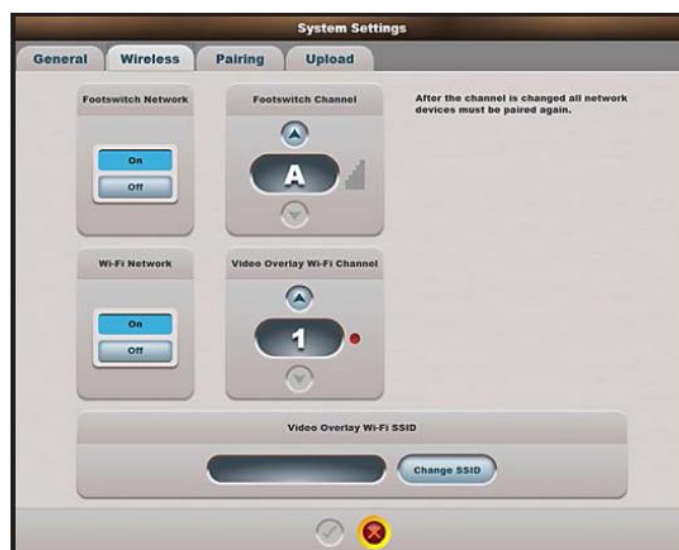 System Settings
General Wireless Pairing Upload
Footswitch Network
On
Off
Footswitch Channel
A
After the channel is changed all network
devices must be paired again.
Wi-Fi Network
On
Off
Video Overlay Wi-Fi Channel
1
Video Overlay Wi-Fi SSID
Change SSID